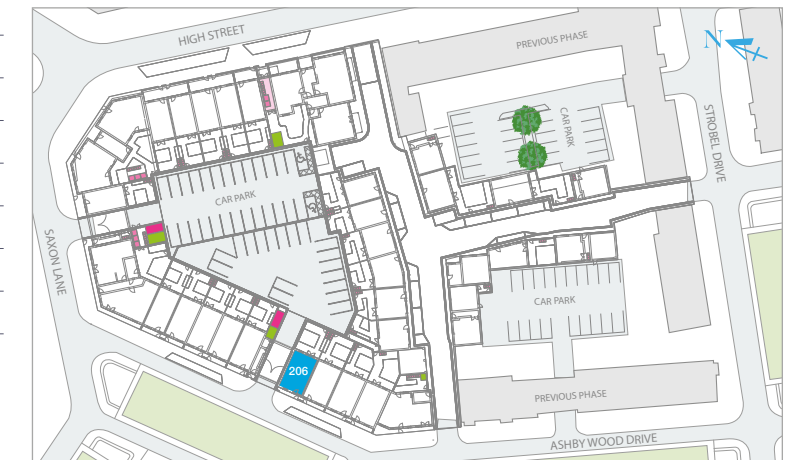 HIGH STREET
PREVIOUS PHASE
N
CAR PARK
STROBEL DRIVE
CAR PARK
SAXON LANE
CAR PARK
206
PREVIOUS PHASE
ASHBY WOOD DRIVE